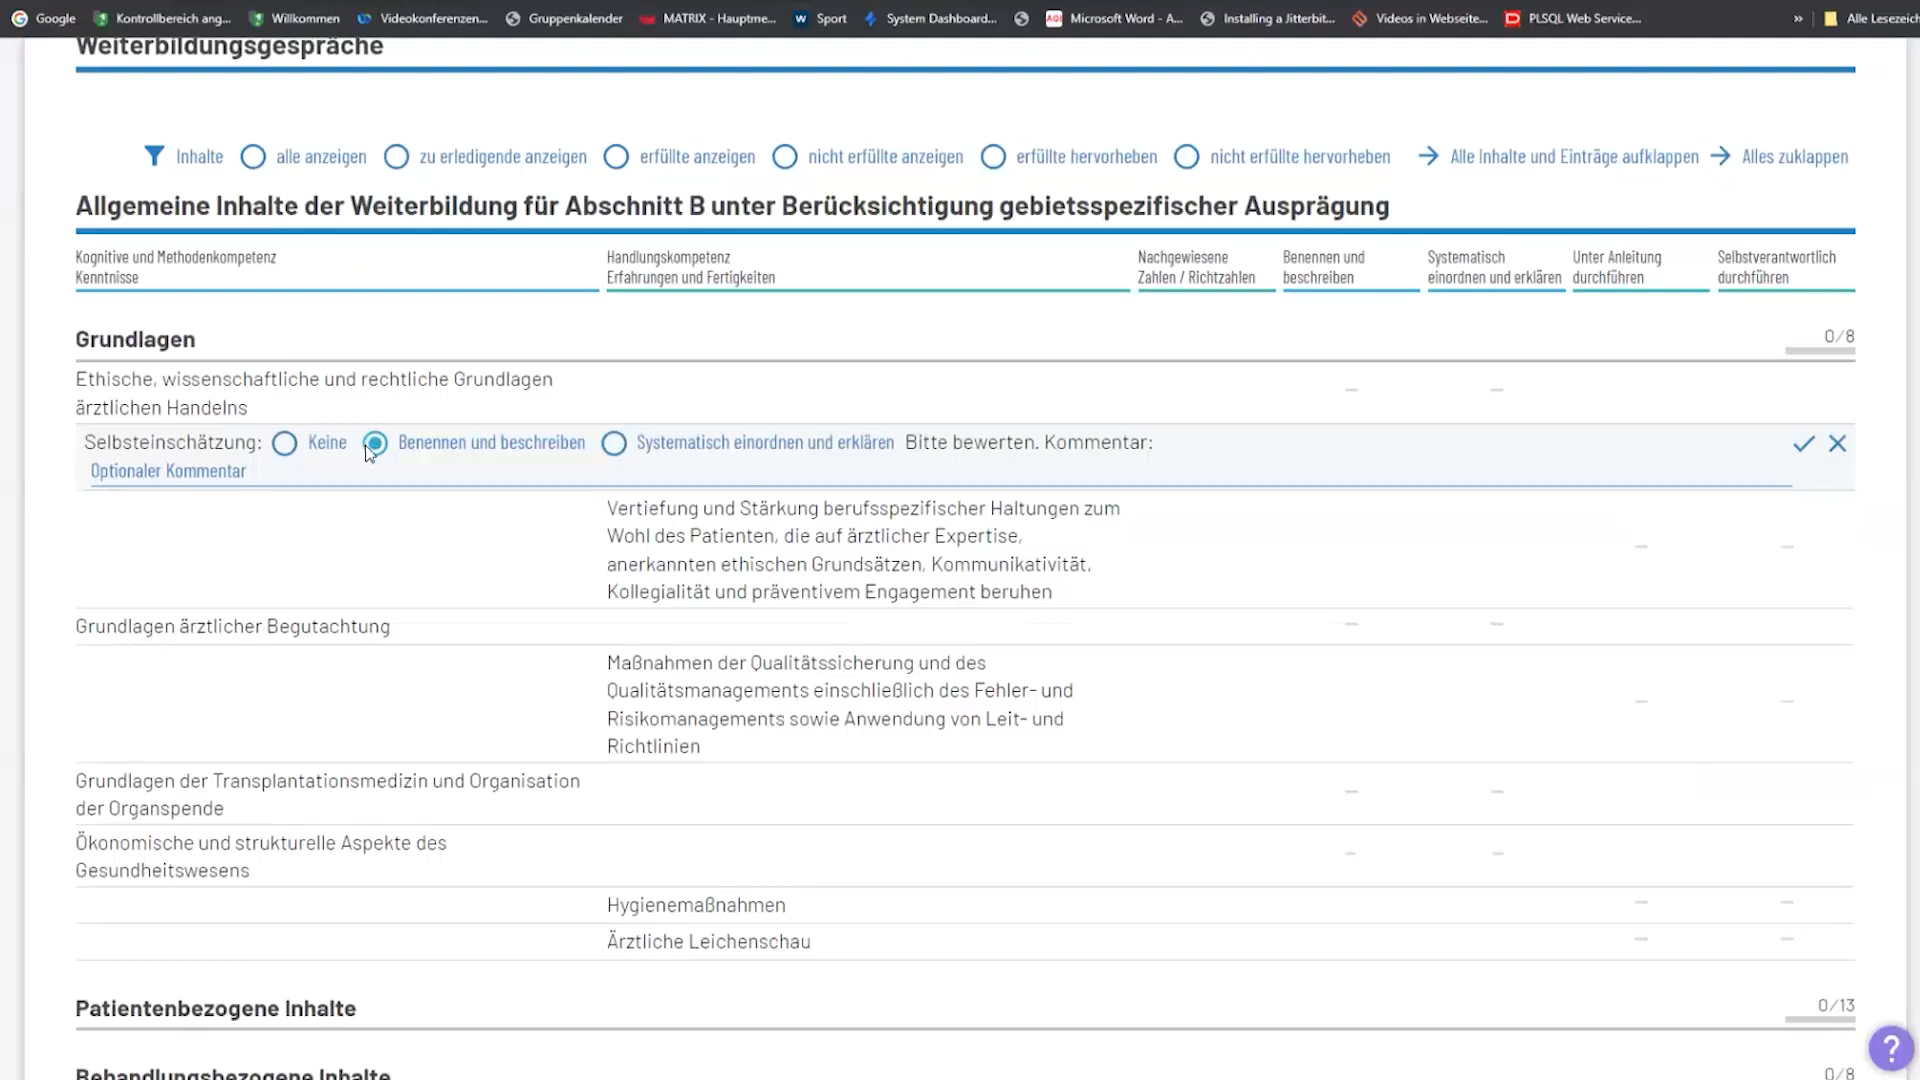 Google Kontrollbereich ang... Willkommen Videokonferenzen... Gruppenkalender MATRIX - Hauptme... Sport System Dashboard... Microsoft Word - A... Installing a Jitterbit... Videos in Webseite... PLSQL Web Service... » Alle Lesezeich
Weiterbildungsgespräche
Inhalte alle anzeigen zu erledigende anzeigen erfüllte anzeigen nicht erfüllte anzeigen erfüllte hervorheben nicht erfüllte hervorheben → Alle Inhalte und Einträge aufklappen → Alles zuklappen
Allgemeine Inhalte der Weiterbildung für Abschnitt B unter Berücksichtigung gebietsspezifischer Ausprägung
Kognitive und Methodenkompetenz
Kenntnisse
Handlungskompetenz
Erfahrungen und Fertigkeiten
Nachgewiesene
Zahlen / Richtzahlen
Benennen und
beschreiben
Systematisch
einordnen und erklären
Unter Anleitung
durchführen
Selbstverantwortlich
durchführen
Grundlagen 0/8
Ethische, wissenschaftliche und rechtliche Grundlagen
ärztlichen Handelns
Selbsteinschätzung: Keine Benennen und beschreiben Systematisch einordnen und erklären Bitte bewerten. Kommentar:
Optionaler Kommentar
Vertiefung und Stärkung berufsspezifischer Haltungen zum
Wohl des Patienten, die auf ärztlicher Expertise,
anerkannten ethischen Grundsätzen, Kommunikativität,
Kollegialität und präventivem Engagement beruhen
Grundlagen ärztlicher Begutachtung
Maßnahmen der Qualitätssicherung und des
Qualitätsmanagements einschließlich des Fehler- und
Risikomanagements sowie Anwendung von Leit- und
Richtlinien
Grundlagen der Transplantationsmedizin und Organisation
der Organspende
Ökonomische und strukturelle Aspekte des
Gesundheitswesens
Hygienemaßnahmen
Ärztliche Leichenschau
Patientenbezogene Inhalte 0/13
Behandlungsbezogene Inhalte 0/8
?